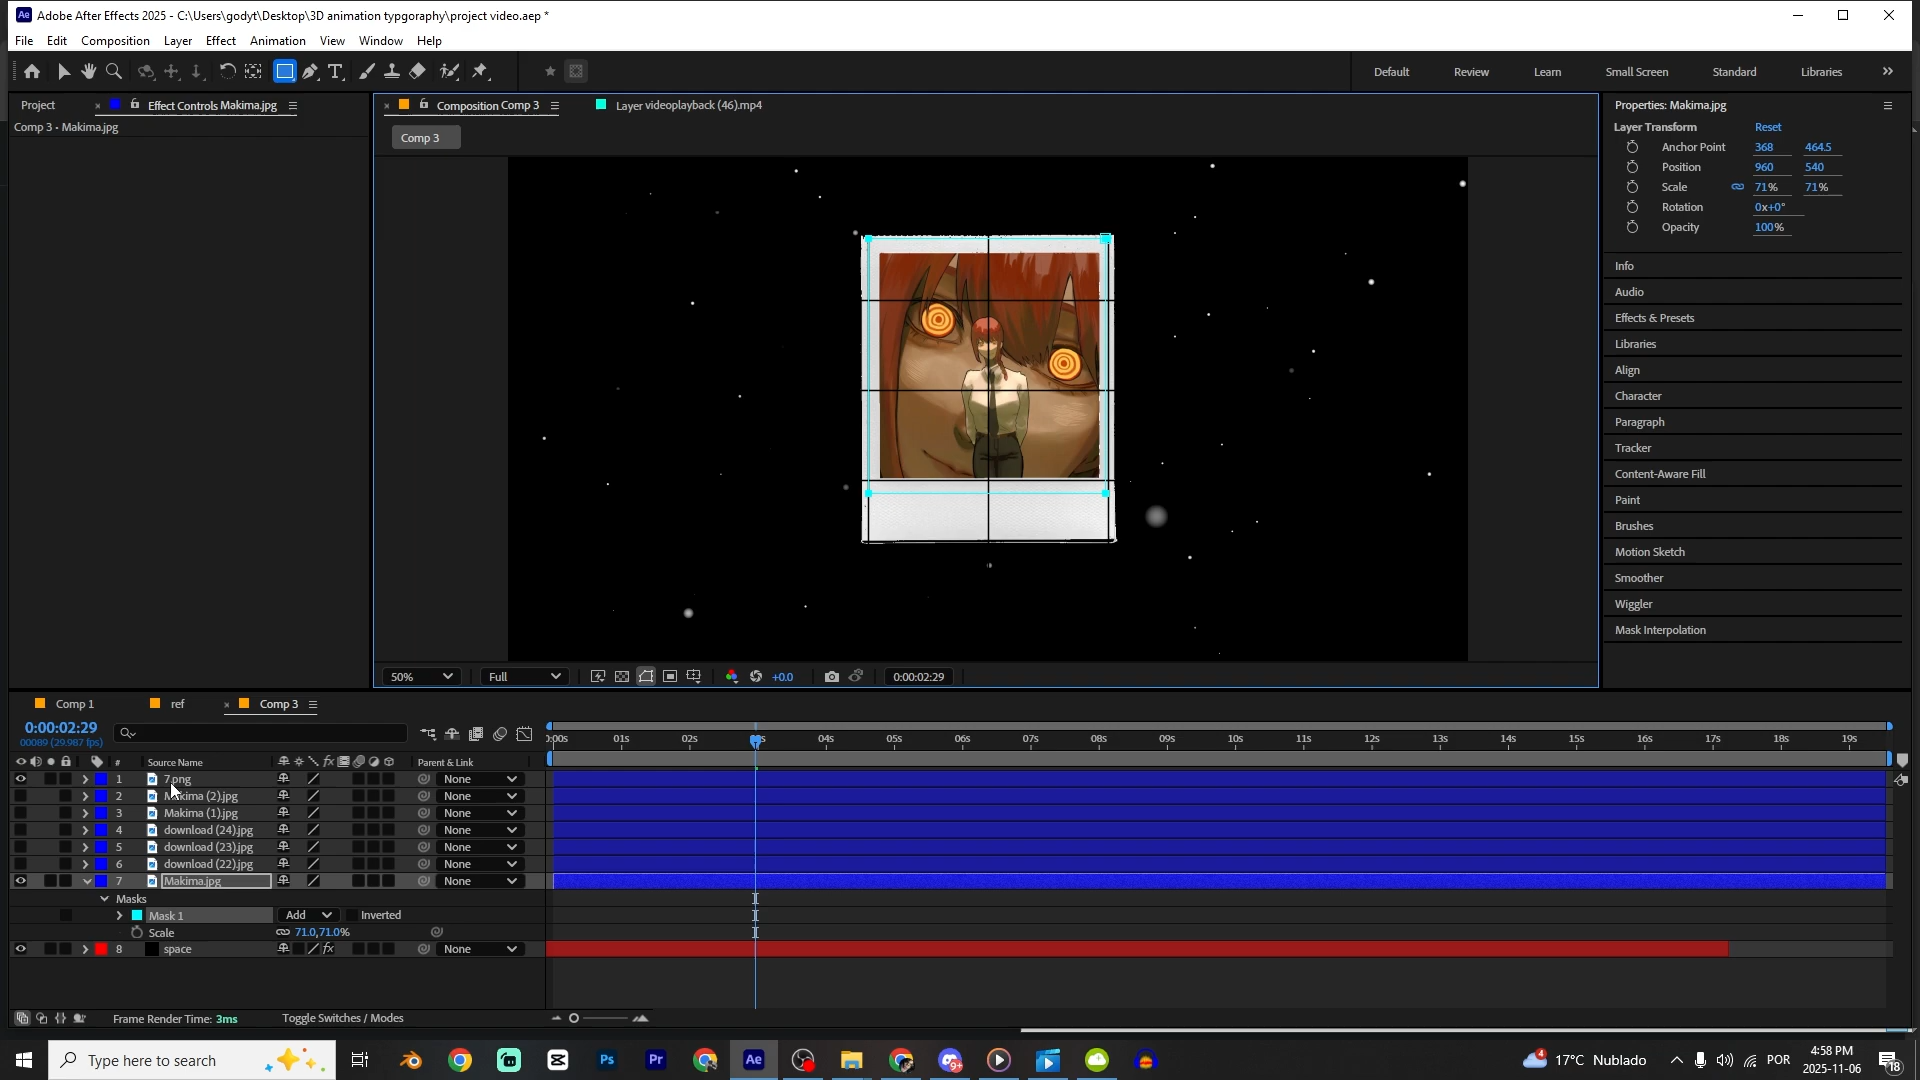 Adobe After Effects 2025 - C:\Users\godyt\Desktop\3D animation typgoraphy\project video.aep *
File Edit Composition Layer Effect Animation View Window Help
Default Review Learn Small Screen Standard Libraries
Project Effect Controls Makima.jpg
Composition Comp 3 Layer videoplayback (46).mp4
Properties: Makima.jpg
Comp 3 • Makima.jpg
Comp 3
Layer Transform Reset
Anchor Point 368 464.5
Position 960 540
Scale 71% 71%
Rotation 0x+0°
Opacity 100%
Info
Audio
Effects & Presets
Libraries
Align
Character
Paragraph
Tracker
Content-Aware Fill
Paint
Brushes
Motion Sketch
Smoother
Wiggler
Mask Interpolation
50% Full +0.0 0:00:02:29
Comp 1 ref Comp 3
0:00:02:29
00089 (29.987 fps)
01s 02s 04s 05s 06s 07s 08s 09s 10s 11s 12s 13s 14s 15s 16s 17s 18s 19s
# Source Name fx Parent & Link
1 7.png None
2 Makima (2).jpg None
3 Makima (1).jpg None
4 download (24).jpg None
5 download (23).jpg None
6 download (22).jpg None
7 Makima.jpg None
Masks
Mask 1 Add Inverted
Scale 71.0,71.0%
8 space fx None
Frame Render Time: 3ms Toggle Switches / Modes
Type here to search
Ps Pr Ae
9+
4 17°C Nublado POR
4:58 PM
2025-11-06
18